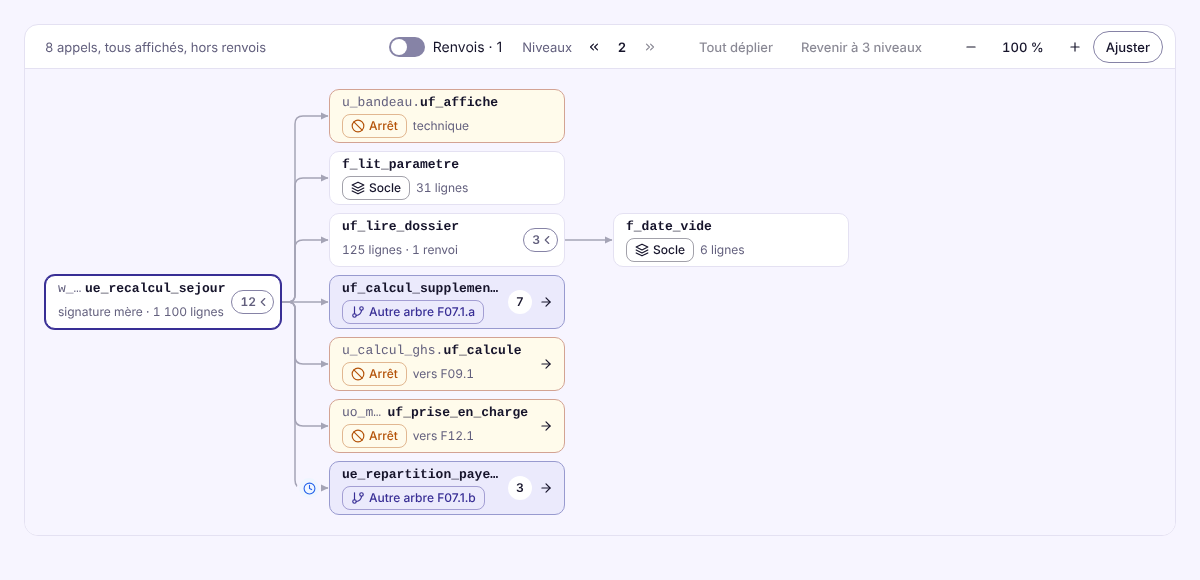 8 appels, tous affichés, hors renvois
Renvois · 1
Niveaux
2
Tout déplier
Revenir à 3 niveaux
100 %
Ajuster
u_bandeau.uf_affiche
Arrêt
technique
f_lit_parametre
Socle
31 lignes
uf_lire_dossier
125 lignes · 1 renvoi
3
f_date_vide
Socle
6 lignes
w_… ue_recalcul_sejour
signature mère · 1 100 lignes
12
uf_calcul_supplemen…
Autre arbre F07.1.a
7
u_calcul_ghs.uf_calcule
Arrêt
vers F09.1
uo_m… uf_prise_en_charge
Arrêt
vers F12.1
ue_repartition_paye…
Autre arbre F07.1.b
3